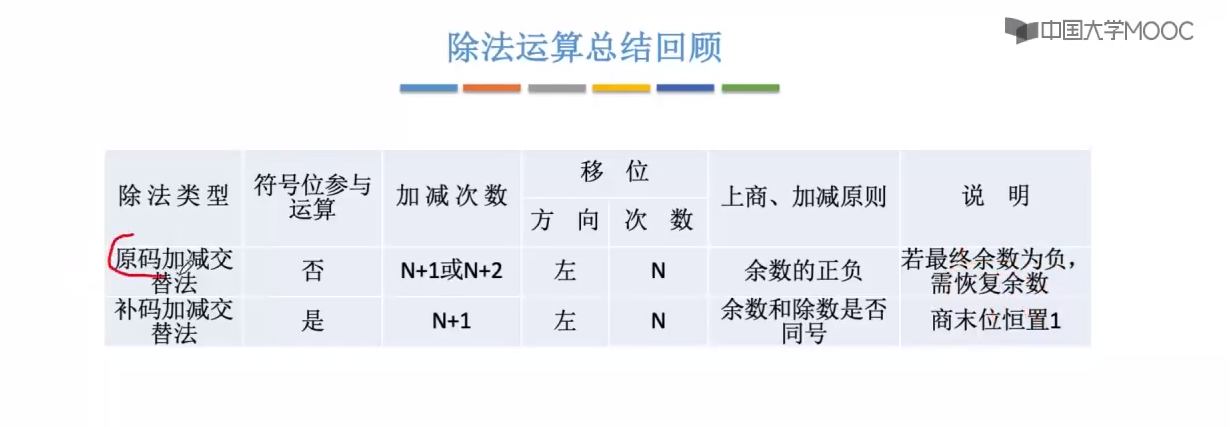 中国大学MOOC
除法运算总结回顾
除法类型
符号位参与
运算
加减次数
移 位
方 向
次 数
上商、加减原则
说 明
原码加减交
替法
否
N+1或N+2
左
N
余数的正负
若最终余数为负，
需恢复余数
补码加减交
替法
是
N+1
左
N
余数和除数是否
同号
商末位恒置1